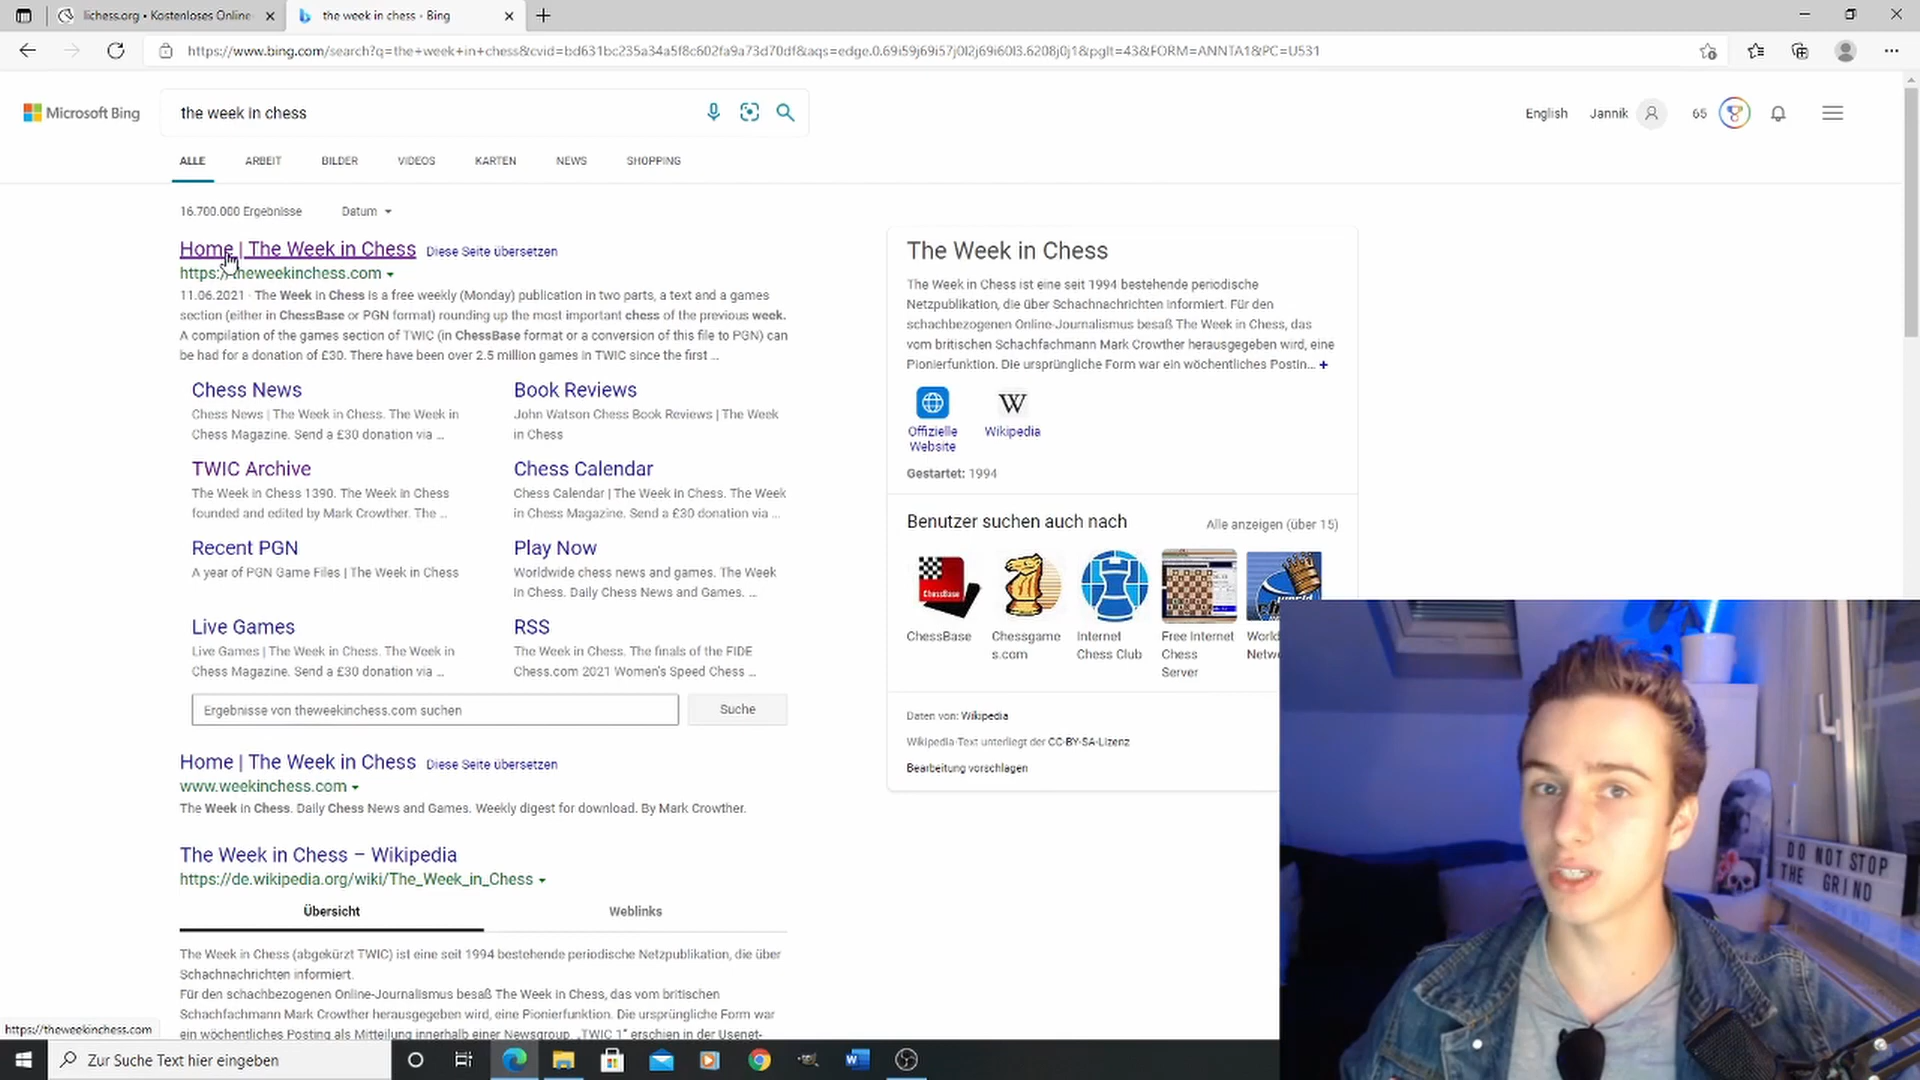 lichess.org • Kostenloses Online-
the week in chess - Bing
https://www.bing.com/search?q=the+week+in+chess&cvid=bd631bc235a34a5f8c602fa9a73d70df&aqs=edge.0.69i59j69i57j0l2j69i60l3.6208j0j1&pglt=43&FORM=ANNTA1&PC=U531
Microsoft Bing
the week in chess
English
Jannik
65
ALLE
ARBEIT
BILDER
VIDEOS
KARTEN
NEWS
SHOPPING
16.700.000 Ergebnisse
Datum
Home | The Week in Chess
Diese Seite übersetzen
https://theweekinchess.com
11.06.2021 · The Week in Chess is a free weekly (Monday) publication in two parts, a text and a games
section (either in ChessBase or PGN format) rounding up the most important chess of the previous week.
A compilation of the games section of TWIC (in ChessBase format or a conversion of this file to PGN) can
be had for a donation of £30. There have been over 2.5 million games in TWIC since the first ...
Chess News
Chess News | The Week in Chess. The Week in
Chess Magazine. Send a £30 donation via ...
Book Reviews
John Watson Chess Book Reviews | The Week
in Chess
TWIC Archive
The Week in Chess 1390. The Week in Chess
founded and edited by Mark Crowther. The ...
Chess Calendar
Chess Calendar | The Week in Chess. The Week
in Chess Magazine. Send a £30 donation via ...
Recent PGN
A year of PGN Game Files | The Week in Chess
Play Now
Worldwide chess news and games. The Week
in Chess. Daily Chess News and Games. ...
Live Games
Live Games | The Week in Chess. The Week in
Chess Magazine. Send a £30 donation via ...
RSS
The Week in Chess. The finals of the FIDE
Chess.com 2021 Women's Speed Chess ...
Ergebnisse von theweekinchess.com suchen
Suche
Home | The Week in Chess
Diese Seite übersetzen
www.weekinchess.com
The Week in Chess. Daily Chess News and Games. Weekly digest for download. By Mark Crowther.
The Week in Chess – Wikipedia
https://de.wikipedia.org/wiki/The_Week_in_Chess
Übersicht
Weblinks
The Week in Chess (abgekürzt TWIC) ist eine seit 1994 bestehende periodische Netzpublikation, die über
Schachnachrichten informiert.
Für den schachbezogenen Online-Journalismus besaß The Week in Chess, das vom britischen
Schachfachmann Mark Crowther herausgegeben wird, eine Pionierfunktion. Die ursprüngliche Form war
ein wöchentliches Posting als Mitteilung innerhalb einer Newsgroup. „TWIC 1" erschien in der Usenet-
The Week in Chess
The Week in Chess ist eine seit 1994 bestehende periodische
Netzpublikation, die über Schachnachrichten informiert. Für den
schachbezogenen Online-Journalismus besaß The Week in Chess, das
vom britischen Schachfachmann Mark Crowther herausgegeben wird, eine
Pionierfunktion. Die ursprüngliche Form war ein wöchentliches Postin... +
W
Offizielle
Website
Wikipedia
Gestartet: 1994
Benutzer suchen auch nach
Alle anzeigen (über 15)
ChessBase
ChessBase
Chessgame
s.com
Internet
Chess Club
Free Internet
Chess
Server
World
Netw
Daten von: Wikipedia
Wikipedia-Text unterliegt der CC-BY-SA-Lizenz
Bearbeitung vorschlagen
DO NOT STOP
THE GRIND
https://theweekinchess.com
Zur Suche Text hier eingeben